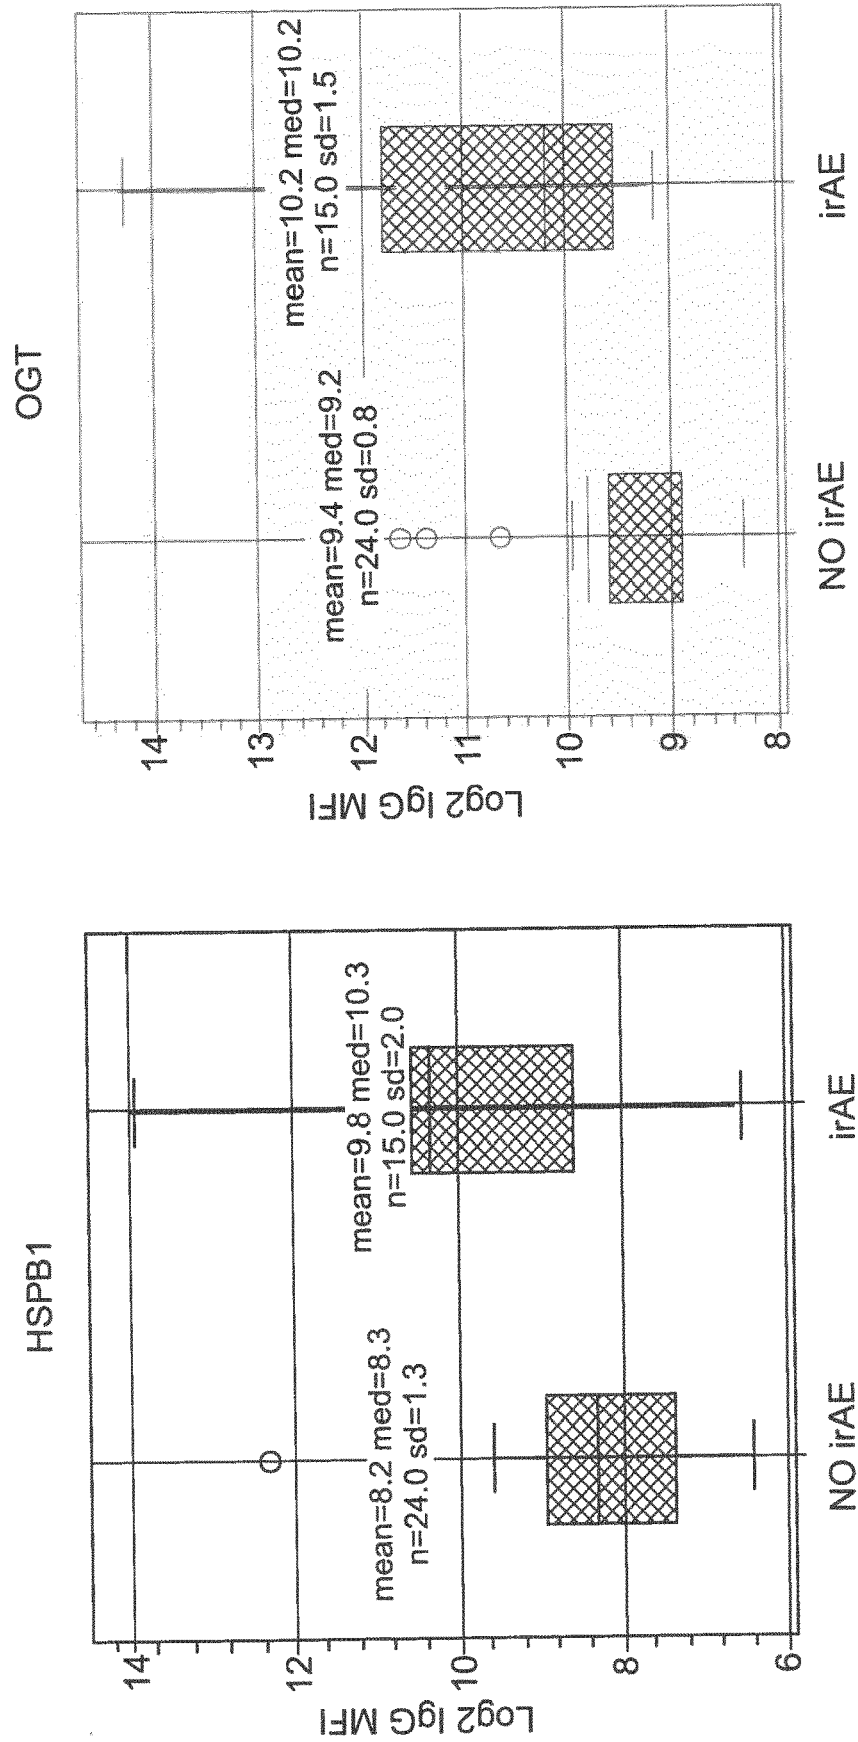 HSPB1
Log2 IgG MFI
14
12
10
8
6
mean=8.2 med=8.3
n=24.0 sd=1.3
mean=9.8 med=10.3
n=15.0 sd=2.0
NO irAE
irAE
OGT
Log2 IgG MFI
14
13
12
11
10
9
8
mean=9.4 med=9.2
n=24.0 sd=0.8
mean=10.2 med=10.2
n=15.0 sd=1.5
NO irAE
irAE